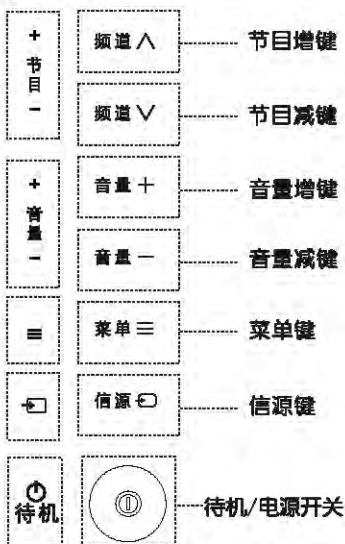 +
节
目
-
频道∧ 节目增键
频道∨ 节目减键
+
音
量
-
音量＋ 音量增键
音量－ 音量减键
≡ 菜单≡ 菜单键
信源 信源键
待机 待机/电源开关